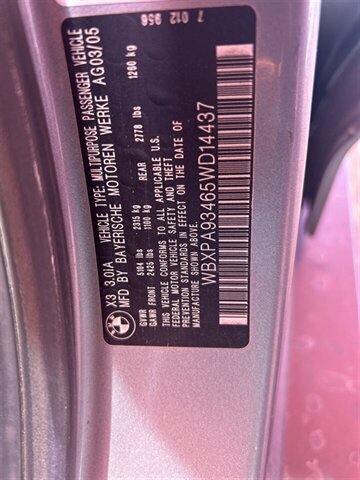 BMW
X3 3.0iA
VEHICLE TYPE: MULTIPURPOSE PASSENGER VEHICLE
MFD BY BAYERISCHE MOTOREN WERKE AG 03/05
GVWR 5104 lbs 2315 kg
GAWR FRONT 2425 lbs 1100 kg REAR 2778 lbs 1260 kg
THIS VEHICLE CONFORMS TO ALL APPLICABLE U.S.
FEDERAL MOTOR VEHICLE SAFETY BUMPER AND THEFT
PREVENTION STANDARDS IN EFFECT ON THE DATE OF
MANUFACTURE SHOWN ABOVE.
WBXPA93465WD14437
7 012 956